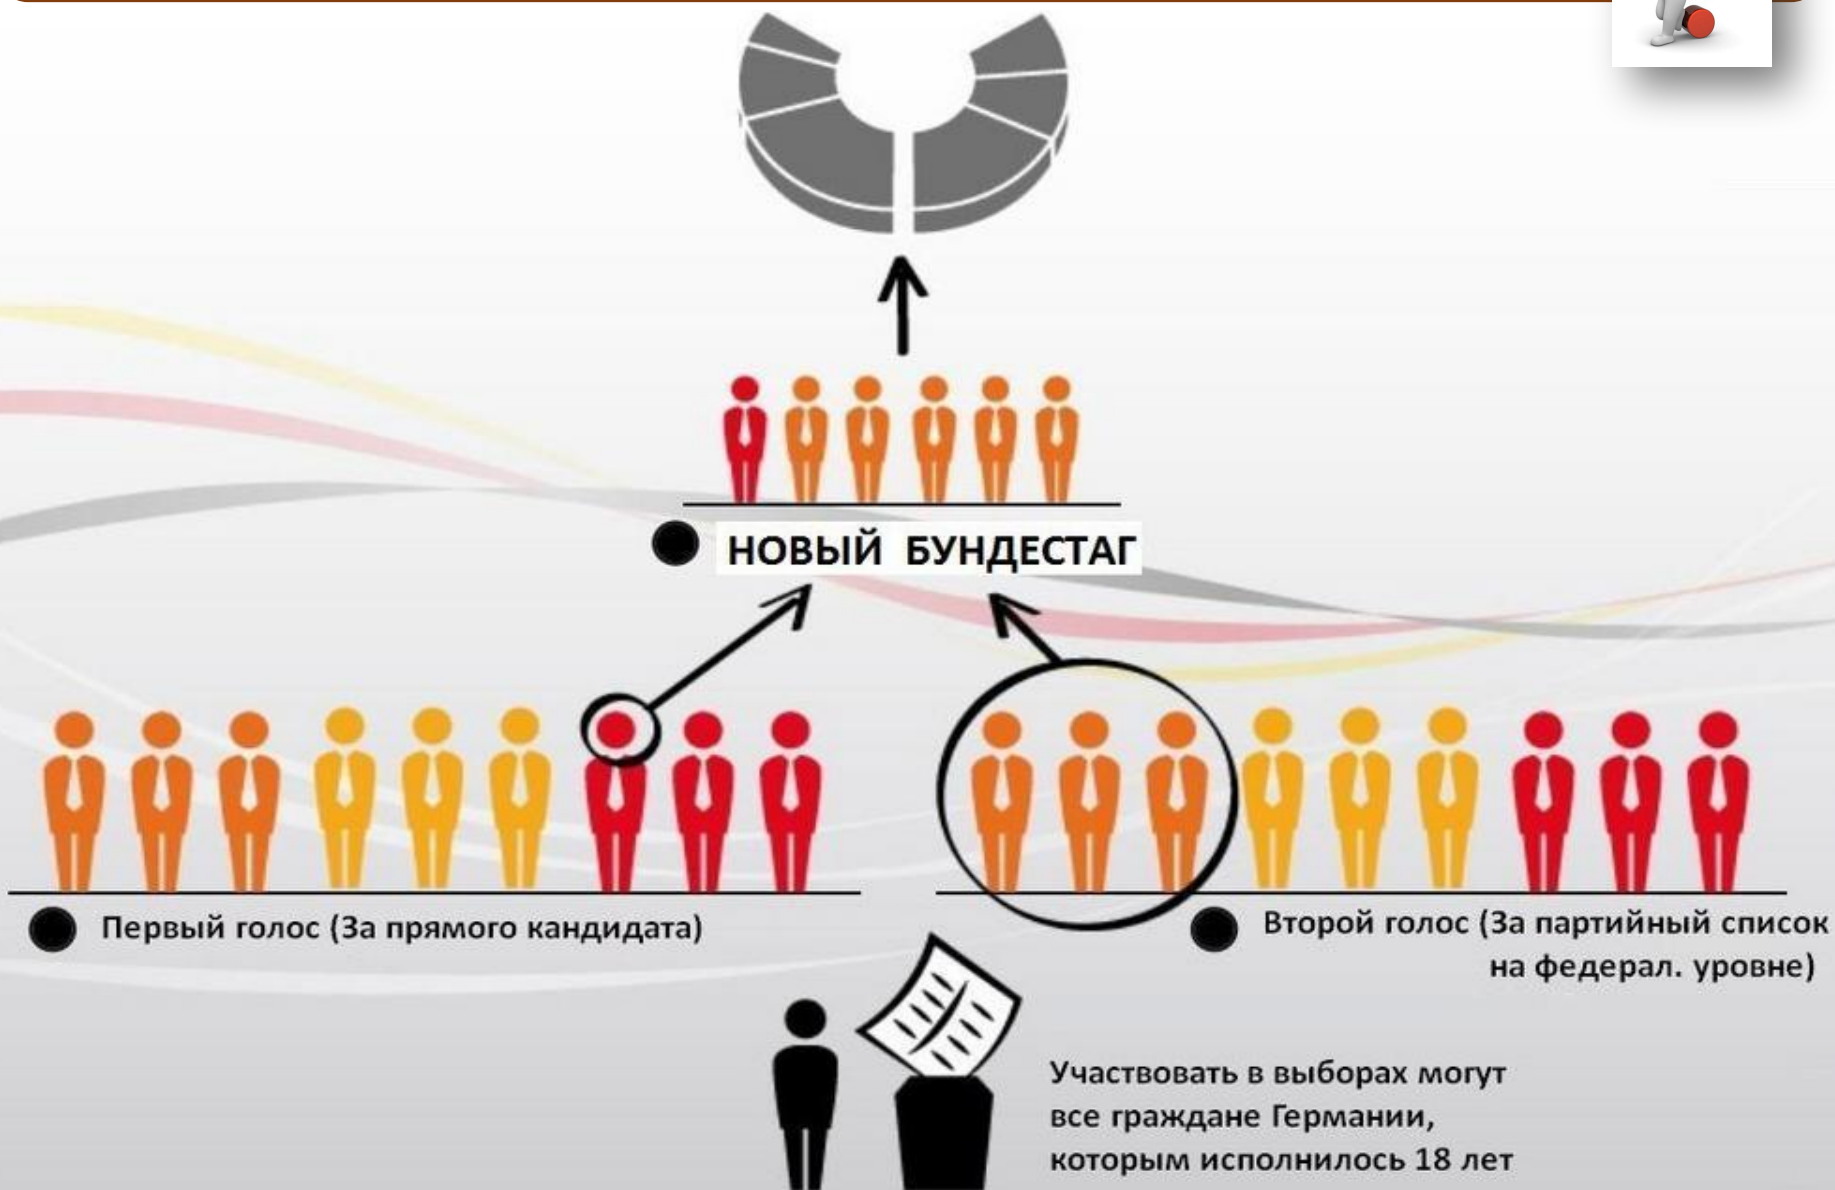 НОВЫЙ БУНДЕСТАГ
Первый голос (За прямого кандидата)
Второй голос (За партийный список
на федерал. уровне)
Участвовать в выборах могут
все граждане Германии,
которым исполнилось 18 лет